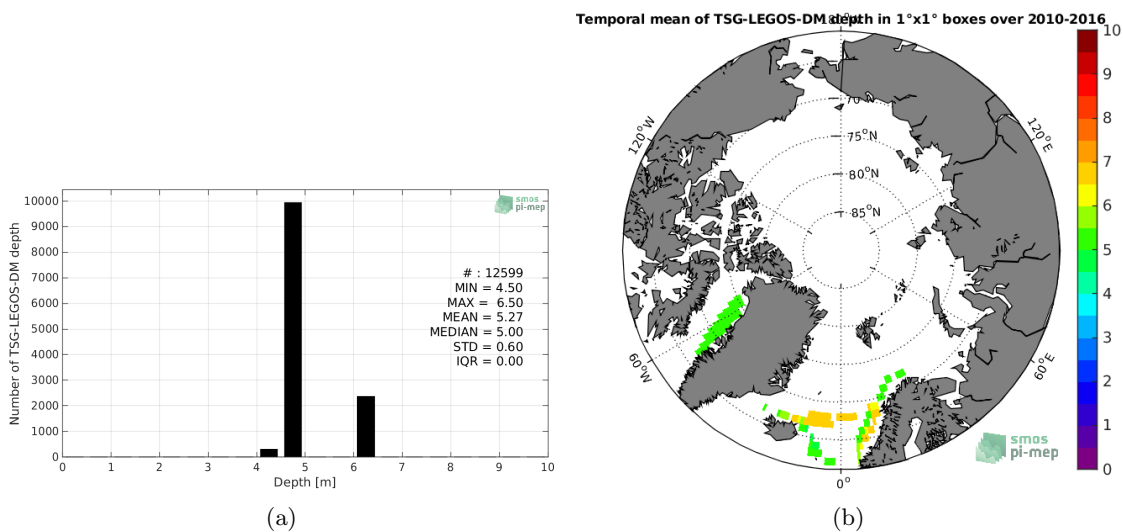 Temporal mean of TSG-LEGOS-DM depth in 1°x1° boxes over 2010-2016
180°W
120°W
120°E
60°W
60°E
0°
70°N
75°N
80°N
85°N
10
9
8
7
6
5
4
3
2
1
0
smos
pi-mep
Number of TSG-LEGOS-DM depth
10000
9000
8000
7000
6000
5000
4000
3000
2000
1000
0
smos
pi-mep
# : 12599
MIN = 4.50
MAX = 6.50
MEAN = 5.27
MEDIAN = 5.00
STD = 0.60
IQR = 0.00
0 1 2 3 4 5 6 7 8 9 10
Depth [m]
(a)
(b)